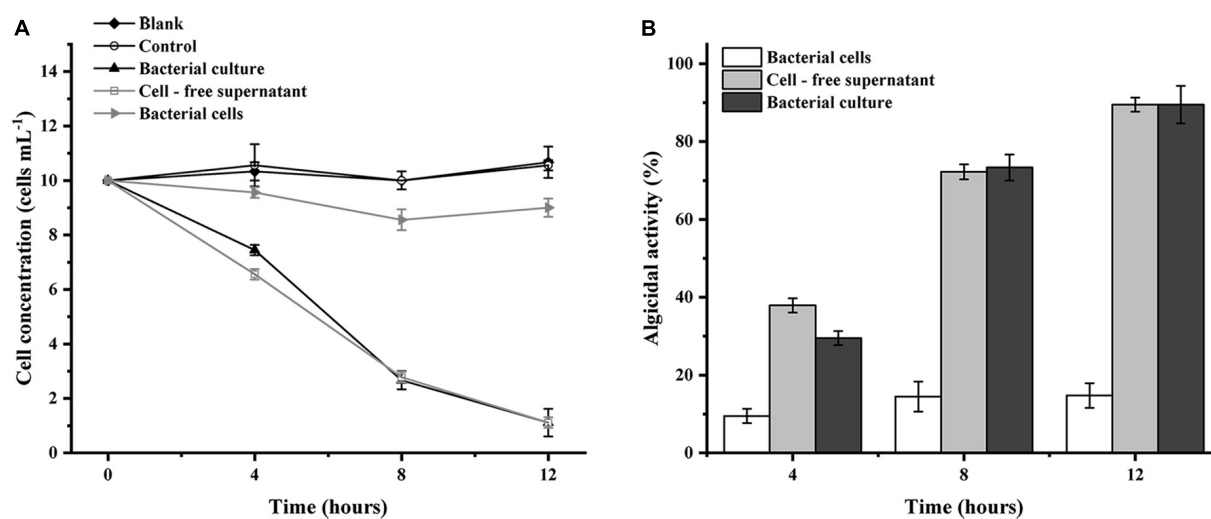 A
Blank
Control
Bacterial culture
Cell - free supernatant
Bacterial cells
14
12
10
8
6
4
2
0
Cell concentration (cells mL-1)
0 4 8 12
Time (hours)
B
Bacterial cells
Cell - free supernatant
Bacterial culture
100
80
60
40
20
0
Algicidal activity (%)
4 8 12
Time (hours)